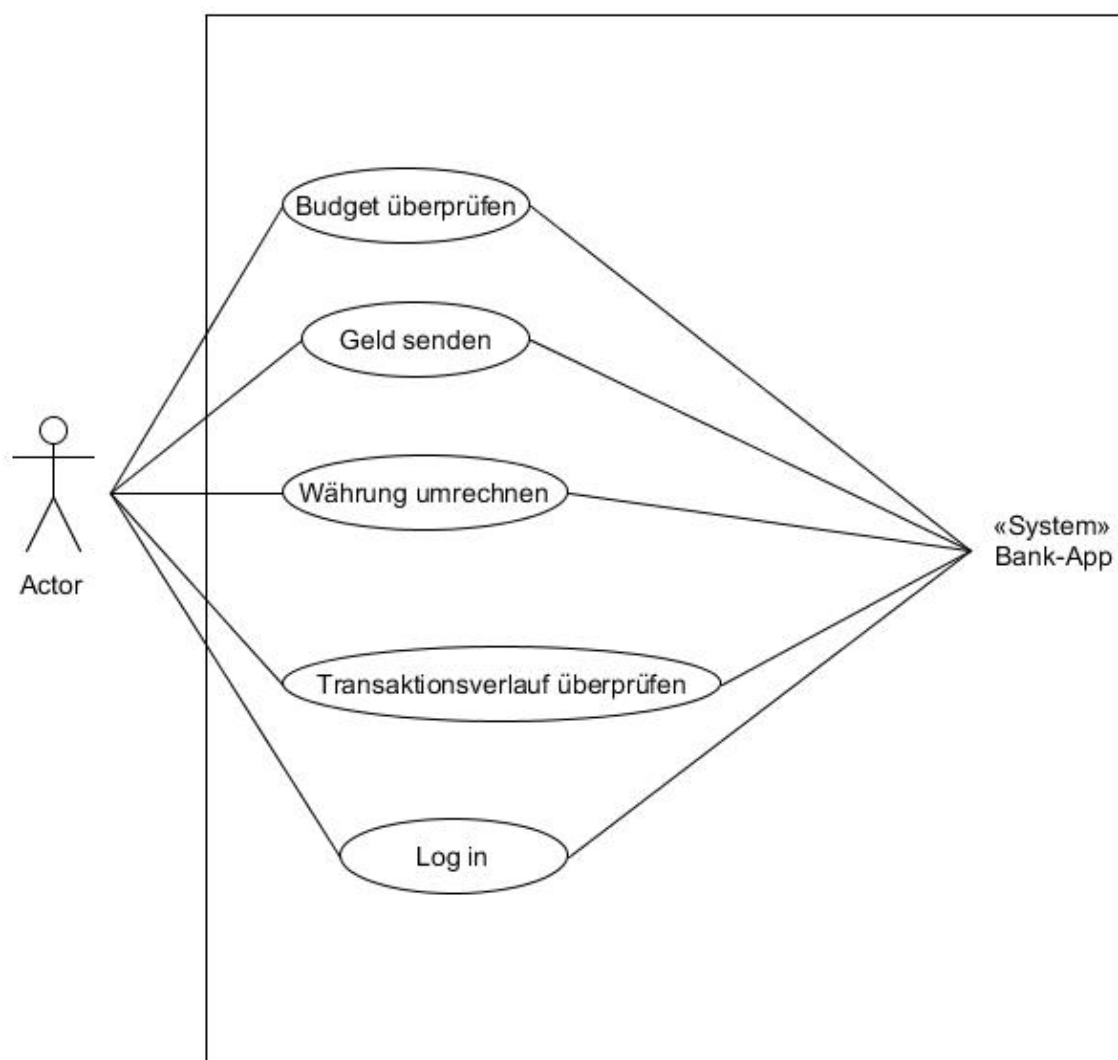 Budget überprüfen
Geld senden
Währung umrechnen
Actor
«System»
Bank-App
Transaktionsverlauf überprüfen
Log in